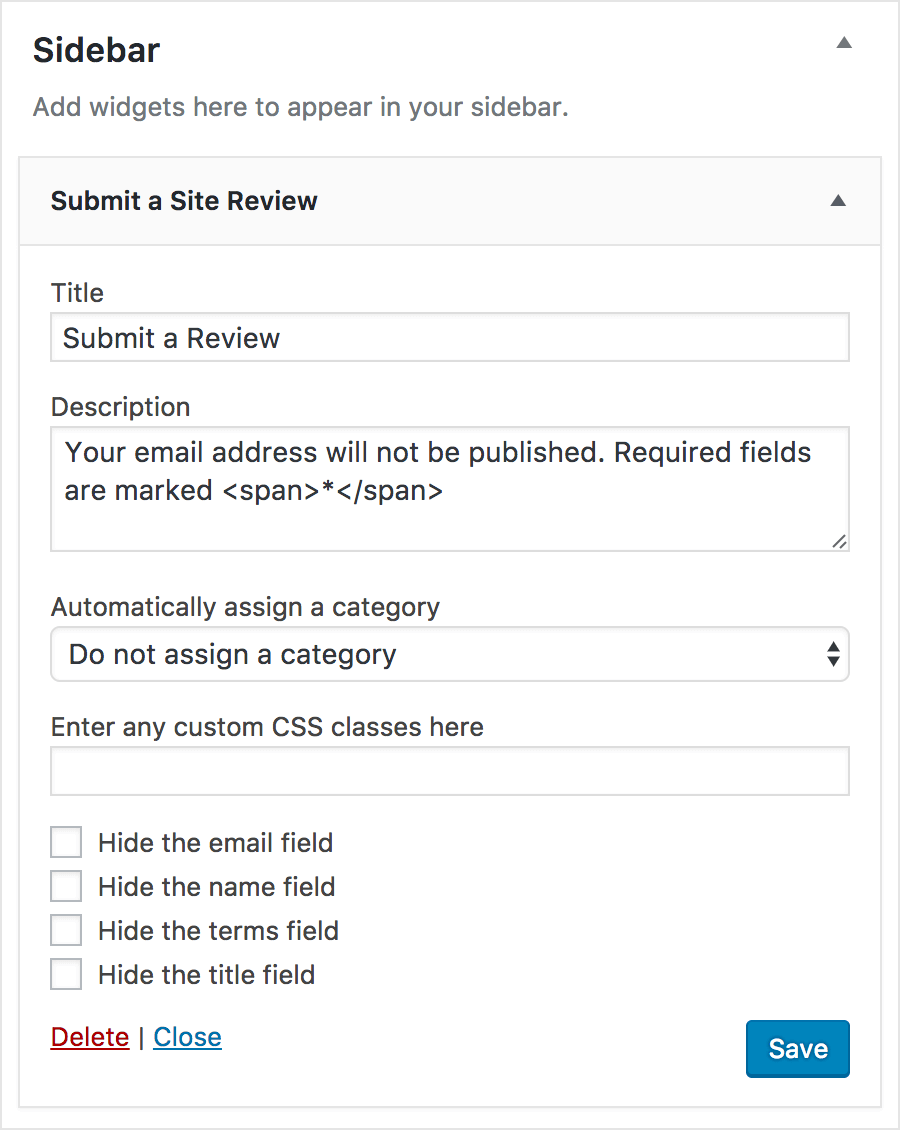 Sidebar
Add widgets here to appear in your sidebar.
Submit a Site Review
Title
Submit a Review
Description
Your email address will not be published. Required fields
are marked <span>*</span>
Automatically assign a category
Do not assign a category
Enter any custom CSS classes here
Hide the email field
Hide the name field
Hide the terms field
Hide the title field
Delete | Close
Save